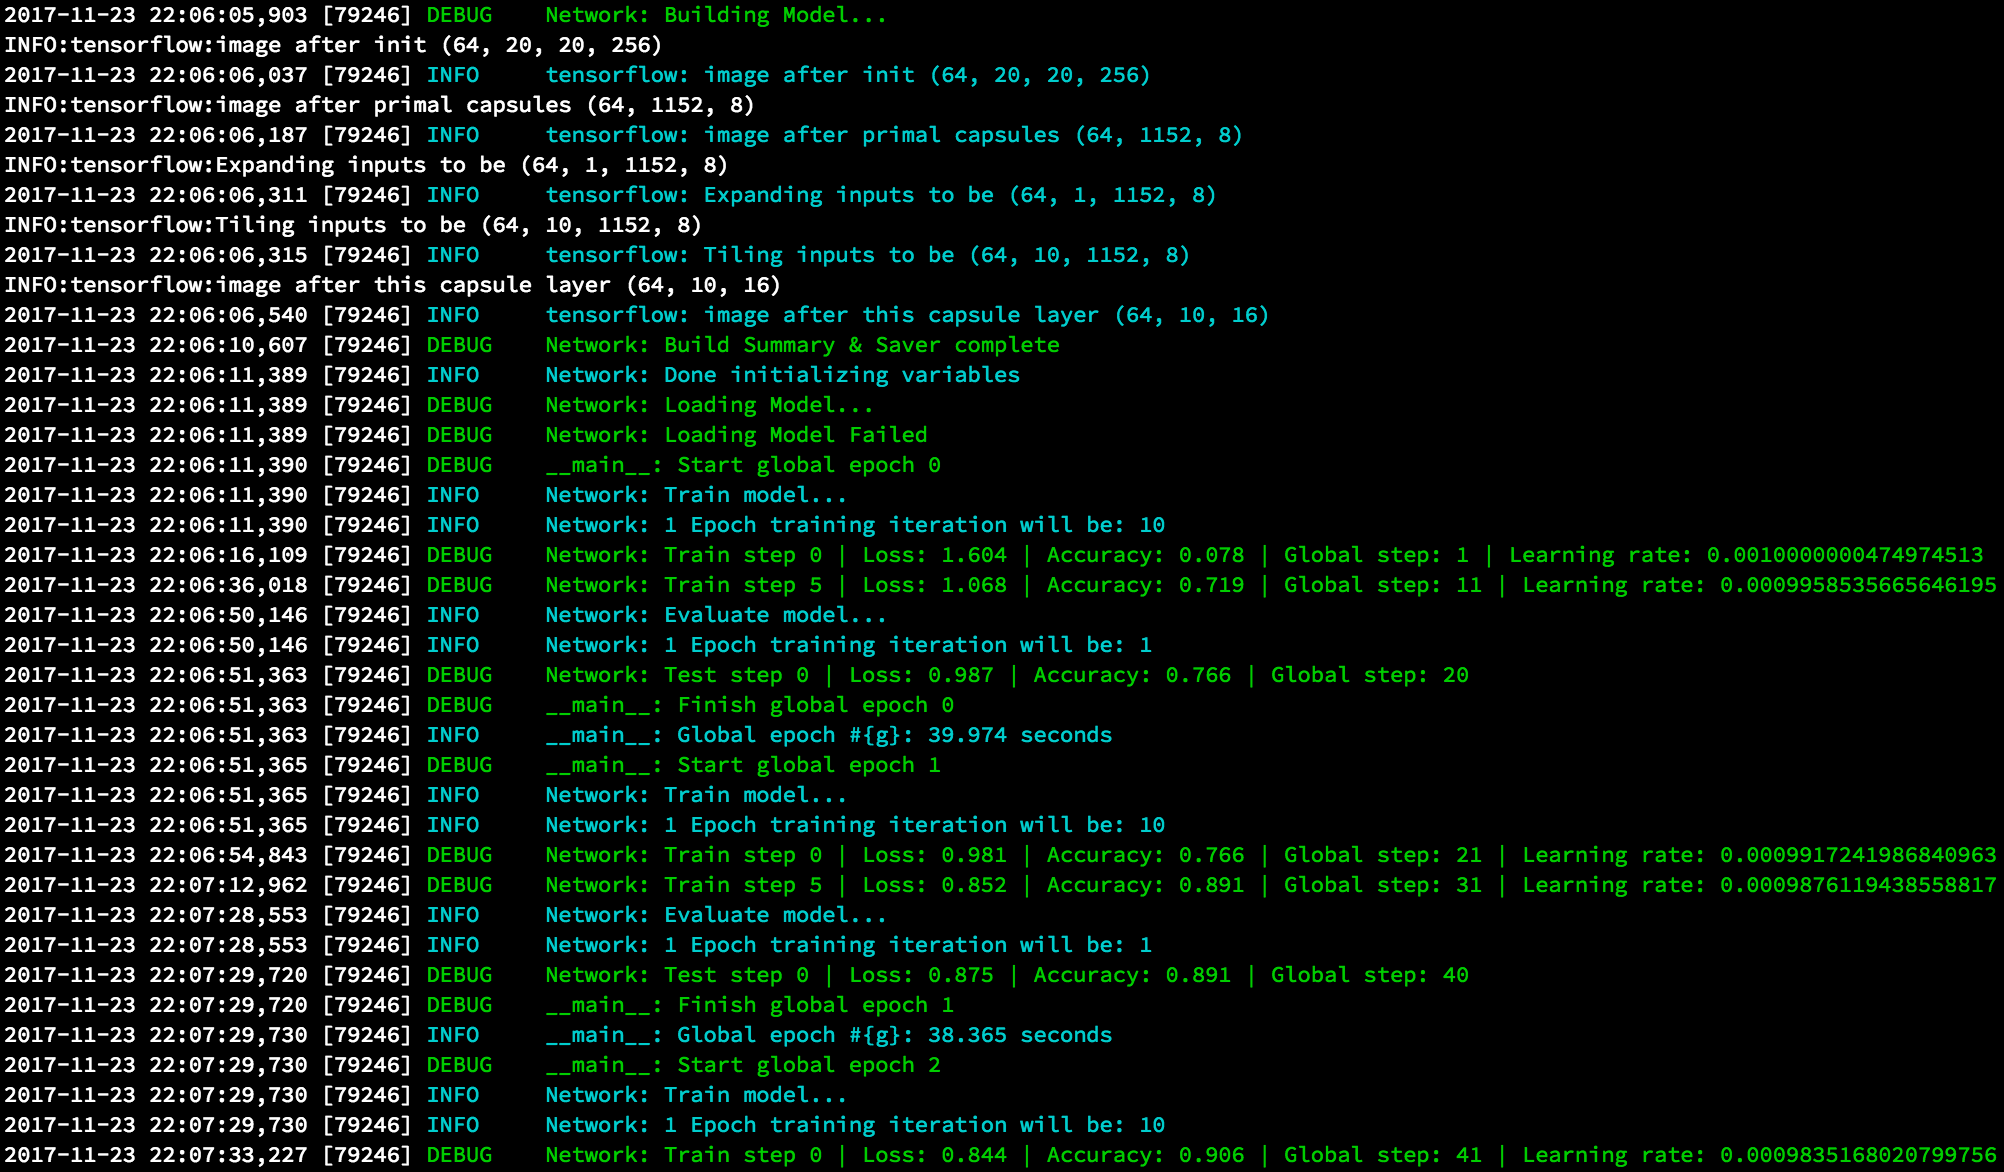 2017-11-23 22:06:05,903 [79246] DEBUG    Network: Building Model...
INFO:tensorflow:image after init (64, 20, 20, 256)
2017-11-23 22:06:06,037 [79246] INFO     tensorflow: image after init (64, 20, 20, 256)
INFO:tensorflow:image after primal capsules (64, 1152, 8)
2017-11-23 22:06:06,187 [79246] INFO     tensorflow: image after primal capsules (64, 1152, 8)
INFO:tensorflow:Expanding inputs to be (64, 1, 1152, 8)
2017-11-23 22:06:06,311 [79246] INFO     tensorflow: Expanding inputs to be (64, 1, 1152, 8)
INFO:tensorflow:Tiling inputs to be (64, 10, 1152, 8)
2017-11-23 22:06:06,315 [79246] INFO     tensorflow: Tiling inputs to be (64, 10, 1152, 8)
INFO:tensorflow:image after this capsule layer (64, 10, 16)
2017-11-23 22:06:06,540 [79246] INFO     tensorflow: image after this capsule layer (64, 10, 16)
2017-11-23 22:06:10,607 [79246] DEBUG    Network: Build Summary & Saver complete
2017-11-23 22:06:11,389 [79246] INFO     Network: Done initializing variables
2017-11-23 22:06:11,389 [79246] DEBUG    Network: Loading Model...
2017-11-23 22:06:11,389 [79246] DEBUG    Network: Loading Model Failed
2017-11-23 22:06:11,390 [79246] DEBUG    __main__: Start global epoch 0
2017-11-23 22:06:11,390 [79246] INFO     Network: Train model...
2017-11-23 22:06:11,390 [79246] INFO     Network: 1 Epoch training iteration will be: 10
2017-11-23 22:06:16,109 [79246] DEBUG    Network: Train step 0 | Loss: 1.604 | Accuracy: 0.078 | Global step: 1 | Learning rate: 0.0010000000474974513
2017-11-23 22:06:36,018 [79246] DEBUG    Network: Train step 5 | Loss: 1.068 | Accuracy: 0.719 | Global step: 11 | Learning rate: 0.0009958535665646195
2017-11-23 22:06:50,146 [79246] INFO     Network: Evaluate model...
2017-11-23 22:06:50,146 [79246] INFO     Network: 1 Epoch training iteration will be: 1
2017-11-23 22:06:51,363 [79246] DEBUG    Network: Test step 0 | Loss: 0.987 | Accuracy: 0.766 | Global step: 20
2017-11-23 22:06:51,363 [79246] DEBUG    __main__: Finish global epoch 0
2017-11-23 22:06:51,363 [79246] INFO     __main__: Global epoch #{g}: 39.974 seconds
2017-11-23 22:06:51,365 [79246] DEBUG    __main__: Start global epoch 1
2017-11-23 22:06:51,365 [79246] INFO     Network: Train model...
2017-11-23 22:06:51,365 [79246] INFO     Network: 1 Epoch training iteration will be: 10
2017-11-23 22:06:54,843 [79246] DEBUG    Network: Train step 0 | Loss: 0.981 | Accuracy: 0.766 | Global step: 21 | Learning rate: 0.0009917241986840963
2017-11-23 22:07:12,962 [79246] DEBUG    Network: Train step 5 | Loss: 0.852 | Accuracy: 0.891 | Global step: 31 | Learning rate: 0.0009876119438558817
2017-11-23 22:07:28,553 [79246] INFO     Network: Evaluate model...
2017-11-23 22:07:28,553 [79246] INFO     Network: 1 Epoch training iteration will be: 1
2017-11-23 22:07:29,720 [79246] DEBUG    Network: Test step 0 | Loss: 0.875 | Accuracy: 0.891 | Global step: 40
2017-11-23 22:07:29,720 [79246] DEBUG    __main__: Finish global epoch 1
2017-11-23 22:07:29,730 [79246] INFO     __main__: Global epoch #{g}: 38.365 seconds
2017-11-23 22:07:29,730 [79246] DEBUG    __main__: Start global epoch 2
2017-11-23 22:07:29,730 [79246] INFO     Network: Train model...
2017-11-23 22:07:29,730 [79246] INFO     Network: 1 Epoch training iteration will be: 10
2017-11-23 22:07:33,227 [79246] DEBUG    Network: Train step 0 | Loss: 0.844 | Accuracy: 0.906 | Global step: 41 | Learning rate: 0.0009835168020799756